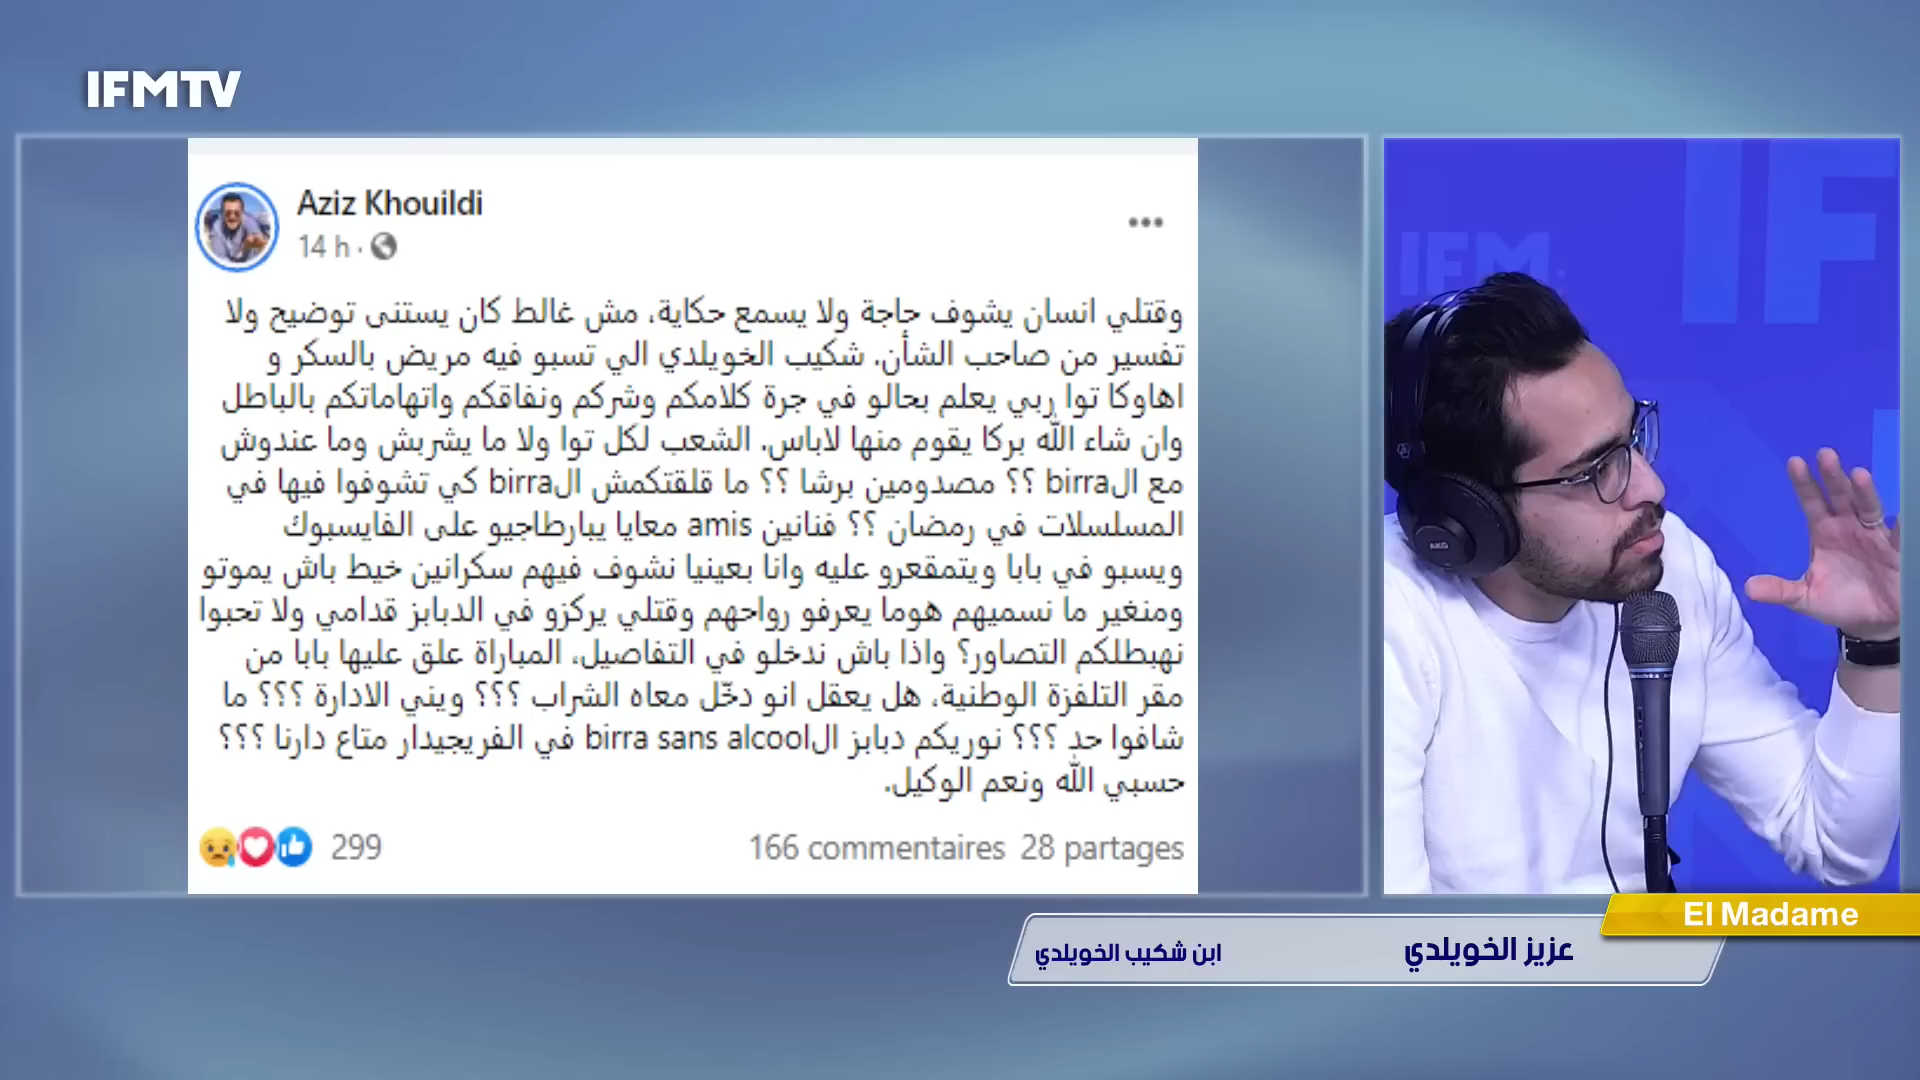 IFMTV
Aziz Khouildi
14 h ·
وقتلي انسان يشوف حاجة ولا يسمع حكاية، مش غالط كان يستنى توضيح ولا
تفسير من صاحب الشأن. شكيب الخويلدي الي تسبو فيه مريض بالسكر و
اهاوكا توا ربي يعلم بحالو في جرة كلامكم وشركم ونفاقكم واتهاماتكم بالباطل
وان شاء الله بركا يقوم منها لاباس. الشعب لكل توا ولا ما يشربش وما عندوش
مع الbirra ؟؟ مصدومين برشا ؟؟ ما قلقتكمش الbirra كي تشوفوا فيها في
المسلسلات في رمضان ؟؟ فنانين amis معايا يبارطاجيو على الفايسبوك
ويسبو في بابا ويتمقعرو عليه وانا بعينيا نشوف فيهم سكرانين خيط باش يموتو
ومنغير ما نسميهم هوما يعرفو رواحهم وقتلي يركزو في الدبابز قدامي ولا تحبوا
نهبطلكم التصاور؟ واذا باش ندخلو في التفاصيل، المباراة علق عليها بابا من
مقر التلفزة الوطنية، هل يعقل انو دخّل معاه الشراب ؟؟؟ ويني الادارة ؟؟؟ ما
شافوا حد ؟؟؟ نوريكم دبابز الbirra sans alcool في الفريجيدار متاع دارنا ؟؟؟
حسبي الله ونعم الوكيل.
299
166 commentaires 28 partages
IFM
IF
AKG
El Madame
عزيز الخويلدي
ابن شكيب الخويلدي